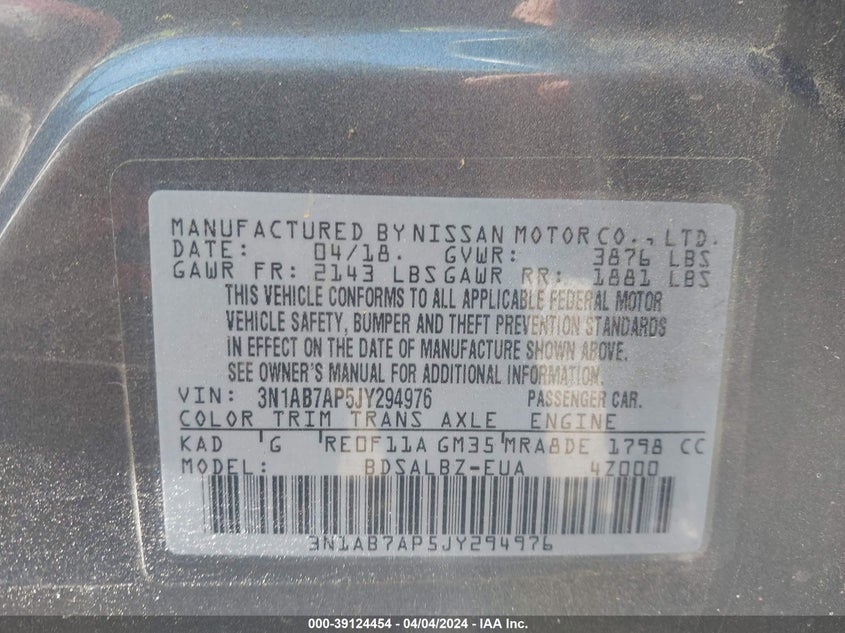 MANUFACTURED BY NISSAN MOTOR CO., LTD.
DATE: 04/18. GVWR: 3876 LBS
GAWR FR: 2143 LBS GAWR RR: 1881 LBS
THIS VEHICLE CONFORMS TO ALL APPLICABLE FEDERAL MOTOR
VEHICLE SAFETY, BUMPER AND THEFT PREVENTION STANDARDS
IN EFFECT ON THE DATE OF MANUFACTURE SHOWN ABOVE.
SEE OWNER'S MANUAL FOR ADDITIONAL INFORMATION.
VIN: 3N1AB7AP5JY294976 PASSENGER CAR.
COLOR TRIM TRANS AXLE ENGINE
KAD G RE0F11A GM35 MRA8DE 1798 CC
MODEL: BDSALBZ-EUA 4Z000
3N1AB7AP5JY294976
000-39124454 - 04/04/2024 - IAA Inc.